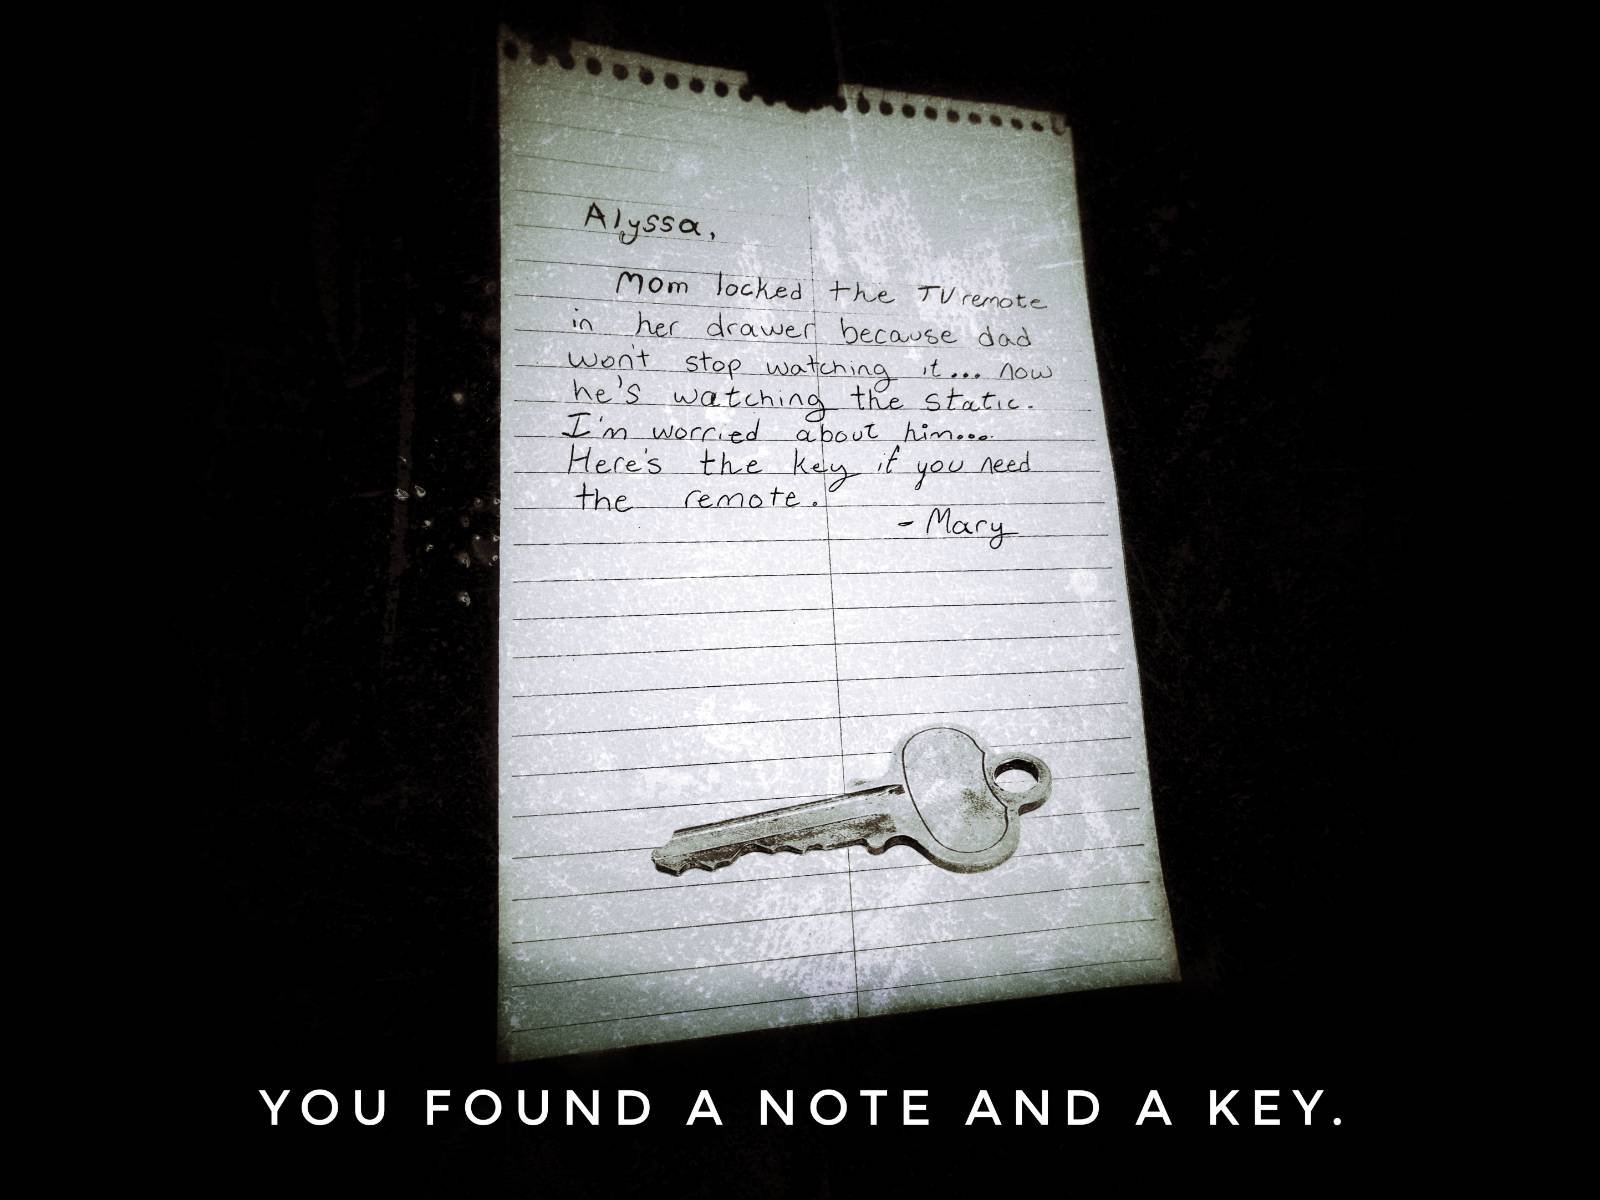 Alyssa,
Mom locked the TV remote
in her drawer because dad
won't stop watching it... now
he's watching the static.
I'm worried about him...
Here's the key if you need
the remote.
- Mary
YOU FOUND A NOTE AND A KEY.